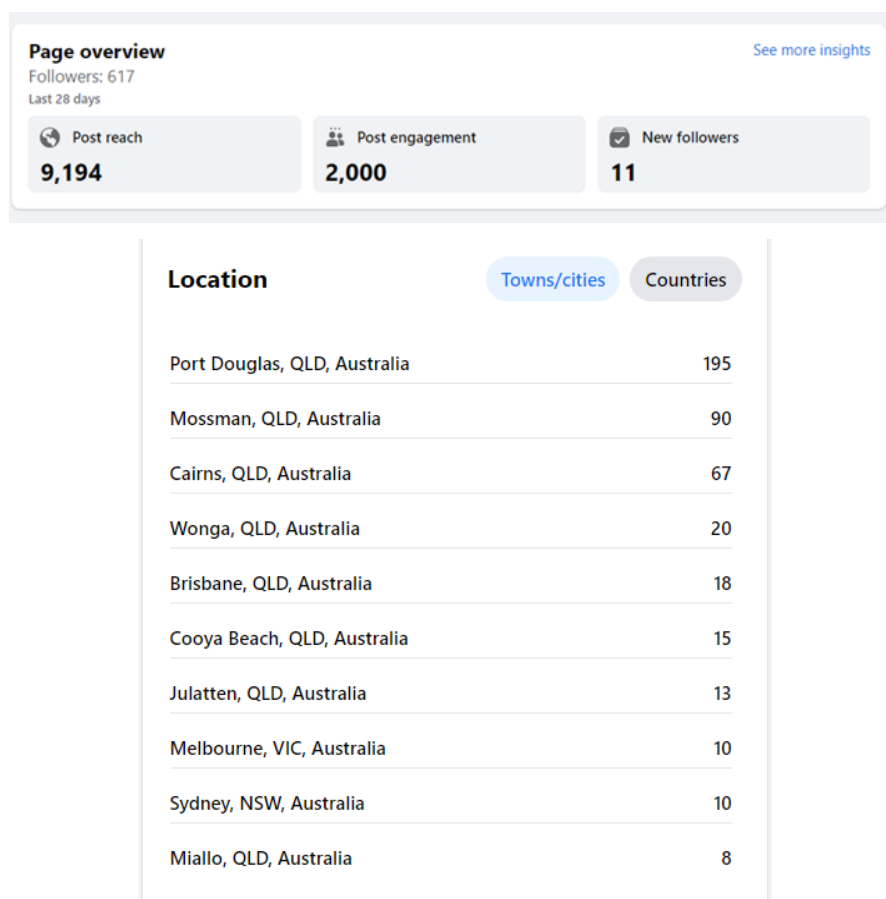 Page overview
See more insights
Followers: 617
Last 28 days
Post reach
Post engagement
New followers
9,194
2,000
11
Location
Towns/cities
Countries
Port Douglas, QLD, Australia 195
Mossman, QLD, Australia 90
Cairns, QLD, Australia 67
Wonga, QLD, Australia 20
Brisbane, QLD, Australia 18
Cooya Beach, QLD, Australia 15
Julatten, QLD, Australia 13
Melbourne, VIC, Australia 10
Sydney, NSW, Australia 10
Miallo, QLD, Australia 8